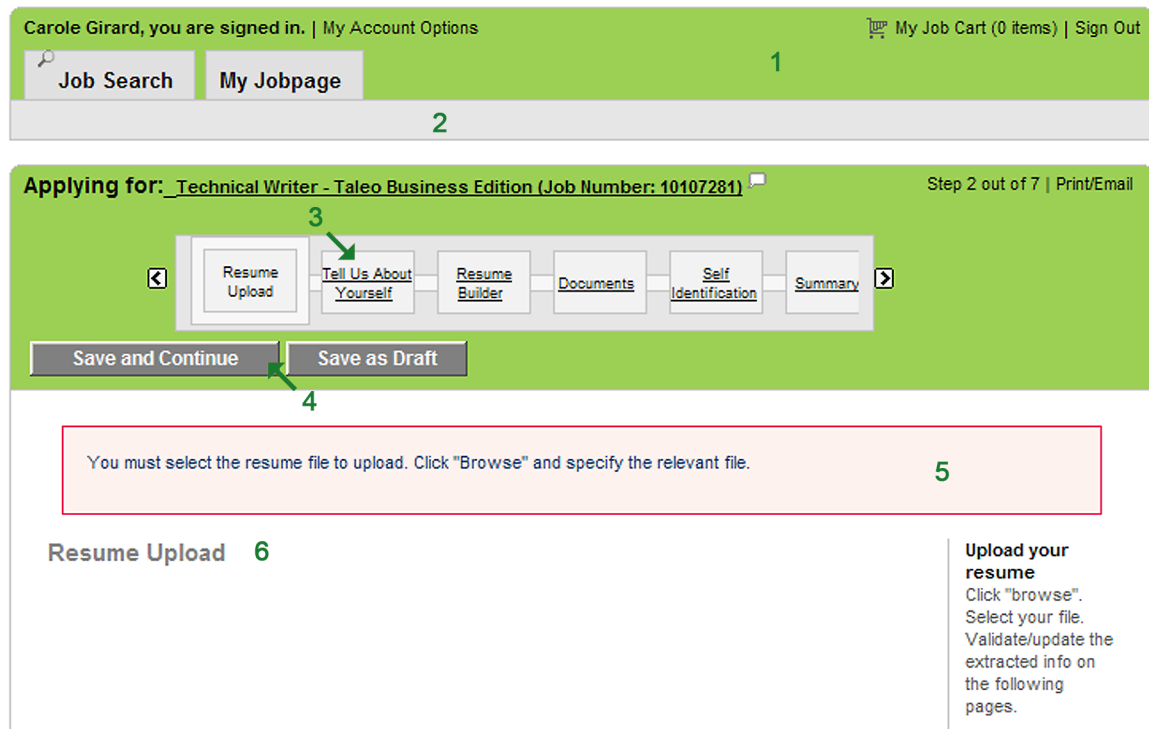 Carole Girard, you are signed in. | My Account Options
My Job Cart (0 items) | Sign Out
1
Job Search
My Jobpage
2
Applying for: Technical Writer - Taleo Business Edition (Job Number: 10107281)
Step 2 out of 7 | Print/Email
3
Resume
Upload
Tell Us About
Yourself
Resume
Builder
Documents
Self
Identification
Summary
Save and Continue
Save as Draft
4
You must select the resume file to upload. Click "Browse" and specify the relevant file.
5
Resume Upload
6
Upload your
resume
Click "browse".
Select your file.
Validate/update the
extracted info on
the following
pages.